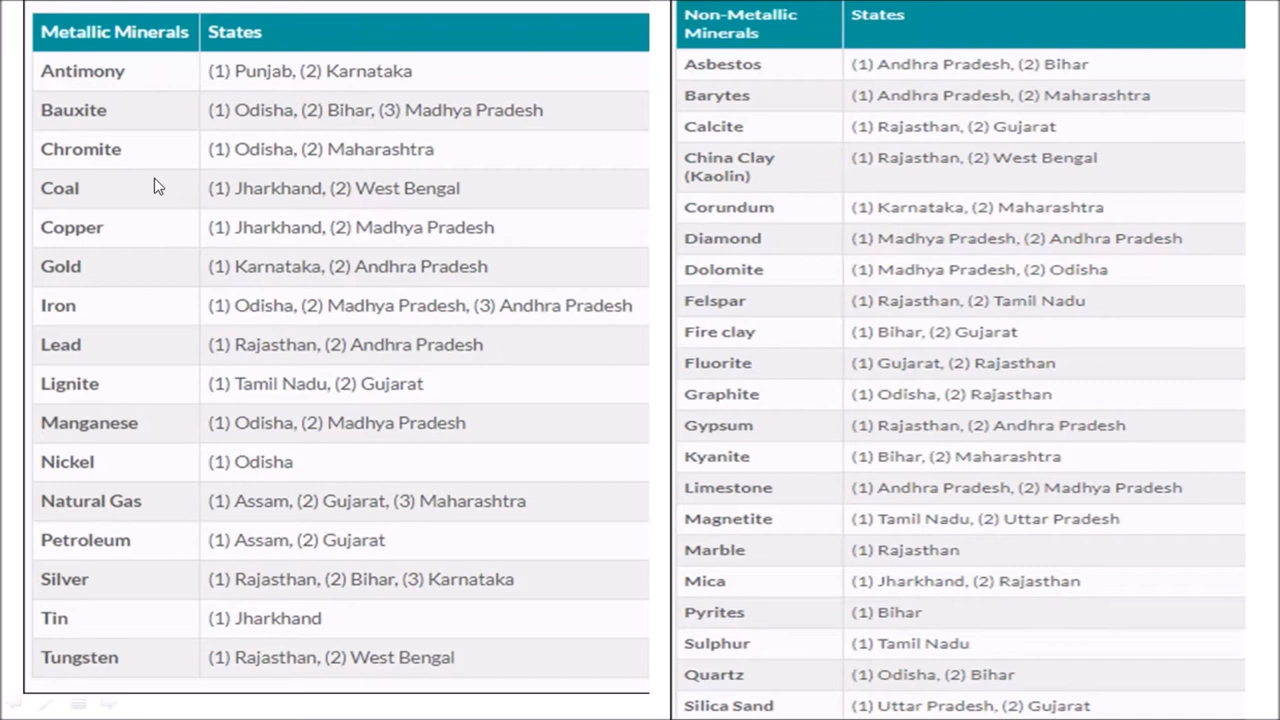 Metallic Minerals States
Antimony (1) Punjab, (2) Karnataka
Bauxite (1) Odisha, (2) Bihar, (3) Madhya Pradesh
Chromite (1) Odisha, (2) Maharashtra
Coal (1) Jharkhand, (2) West Bengal
Copper (1) Jharkhand, (2) Madhya Pradesh
Gold (1) Karnataka, (2) Andhra Pradesh
Iron (1) Odisha, (2) Madhya Pradesh, (3) Andhra Pradesh
Lead (1) Rajasthan, (2) Andhra Pradesh
Lignite (1) Tamil Nadu, (2) Gujarat
Manganese (1) Odisha, (2) Madhya Pradesh
Nickel (1) Odisha
Natural Gas (1) Assam, (2) Gujarat, (3) Maharashtra
Petroleum (1) Assam, (2) Gujarat
Silver (1) Rajasthan, (2) Bihar, (3) Karnataka
Tin (1) Jharkhand
Tungsten (1) Rajasthan, (2) West Bengal
Non-Metallic States
Minerals
Asbestos (1) Andhra Pradesh, (2) Bihar
Barytes (1) Andhra Pradesh, (2) Maharashtra
Calcite (1) Rajasthan, (2) Gujarat
China Clay (1) Rajasthan, (2) West Bengal
(Kaolin)
Corundum (1) Karnataka, (2) Maharashtra
Diamond (1) Madhya Pradesh, (2) Andhra Pradesh
Dolomite (1) Madhya Pradesh, (2) Odisha
Felspar (1) Rajasthan, (2) Tamil Nadu
Fire clay (1) Bihar, (2) Gujarat
Fluorite (1) Gujarat, (2) Rajasthan
Graphite (1) Odisha, (2) Rajasthan
Gypsum (1) Rajasthan, (2) Andhra Pradesh
Kyanite (1) Bihar, (2) Maharashtra
Limestone (1) Andhra Pradesh, (2) Madhya Pradesh
Magnetite (1) Tamil Nadu, (2) Uttar Pradesh
Marble (1) Rajasthan
Mica (1) Jharkhand, (2) Rajasthan
Pyrites (1) Bihar
Sulphur (1) Tamil Nadu
Quartz (1) Odisha, (2) Bihar
Silica Sand (1) Uttar Pradesh, (2) Gujarat